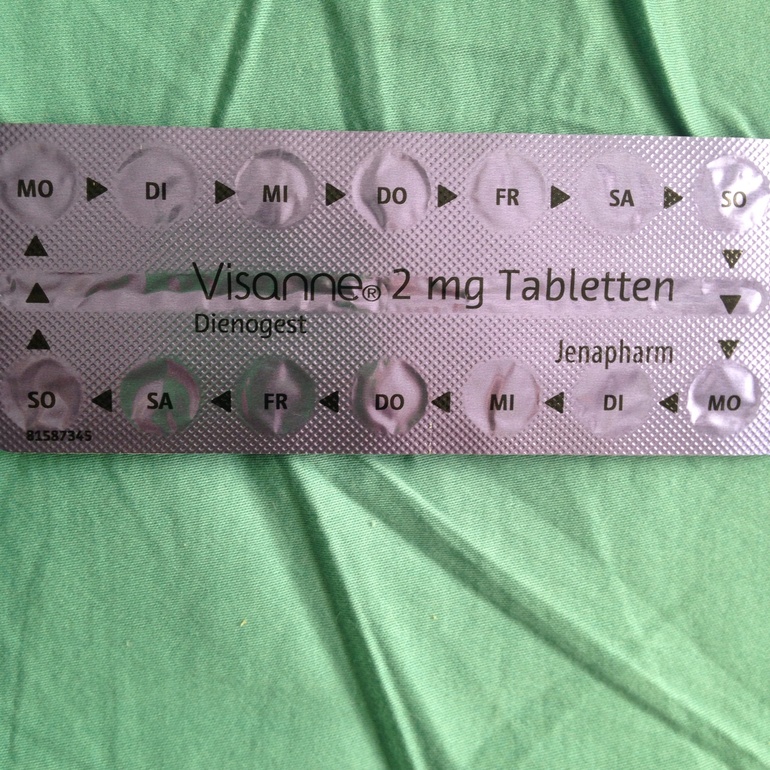 MO DI MI DO FR SA SO
Visanne® 2 mg Tabletten
Dienogest
Jenapharm
SO SA FR DO MI DI MO
81587345